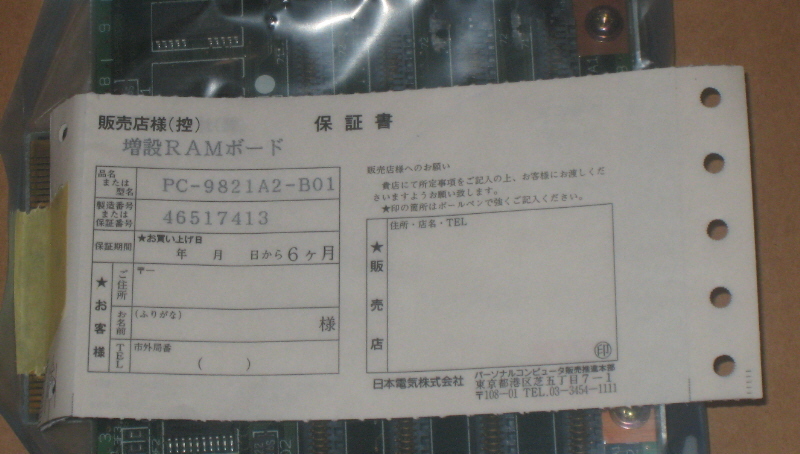 販売店様(控)
保証書
増設RAMボード
品名
または
型名
PC-9821A2-B01
製造番号
または
保証番号
46517413
保証期間
★お買い上げ日
年 月 日から6ヶ月
★お客様
ご住所
〒−
お名前
(ふりがな)
様
TEL
市外局番
( )
販売店様へのお願い
貴店にて所定事項をご記入の上、お客様にお渡しくだ
さいますようお願い致します。
★印の箇所はボールペンで強くご記入ください。
★販売店
住所・店名・TEL
印
日本電気株式会社
パーソナルコンピュータ販売推進本部
東京都港区芝五丁目7−1
〒108−01 TEL.03−3454−1111